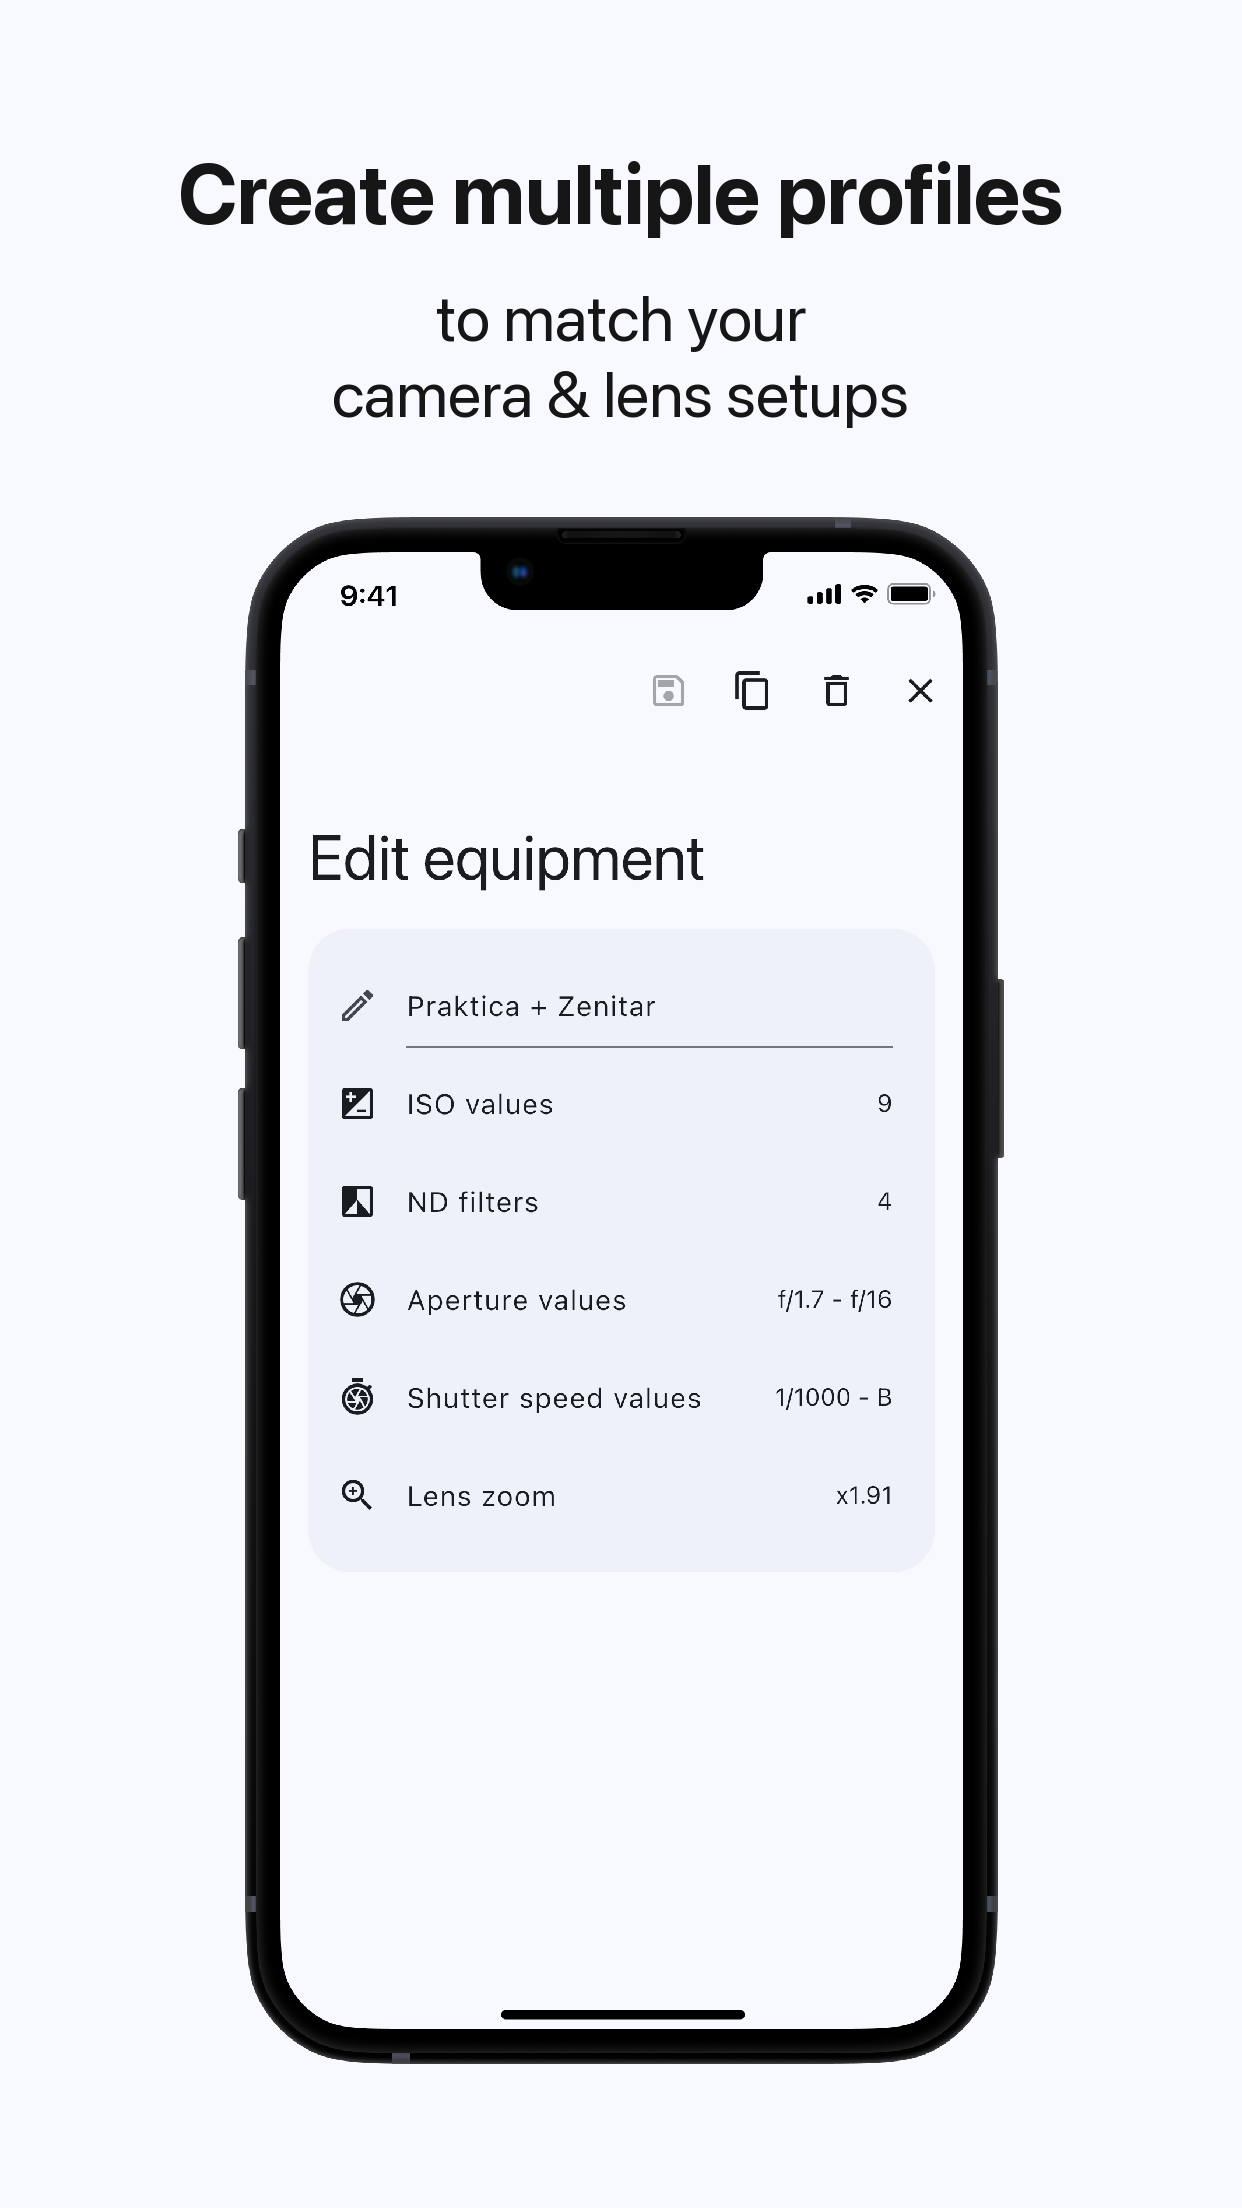 Create multiple profiles
to match your
camera & lens setups
9:41
Edit equipment
Praktica + Zenitar
ISO values 9
ND filters 4
Aperture values f/1.7 - f/16
Shutter speed values 1/1000 - B
Lens zoom x1.91